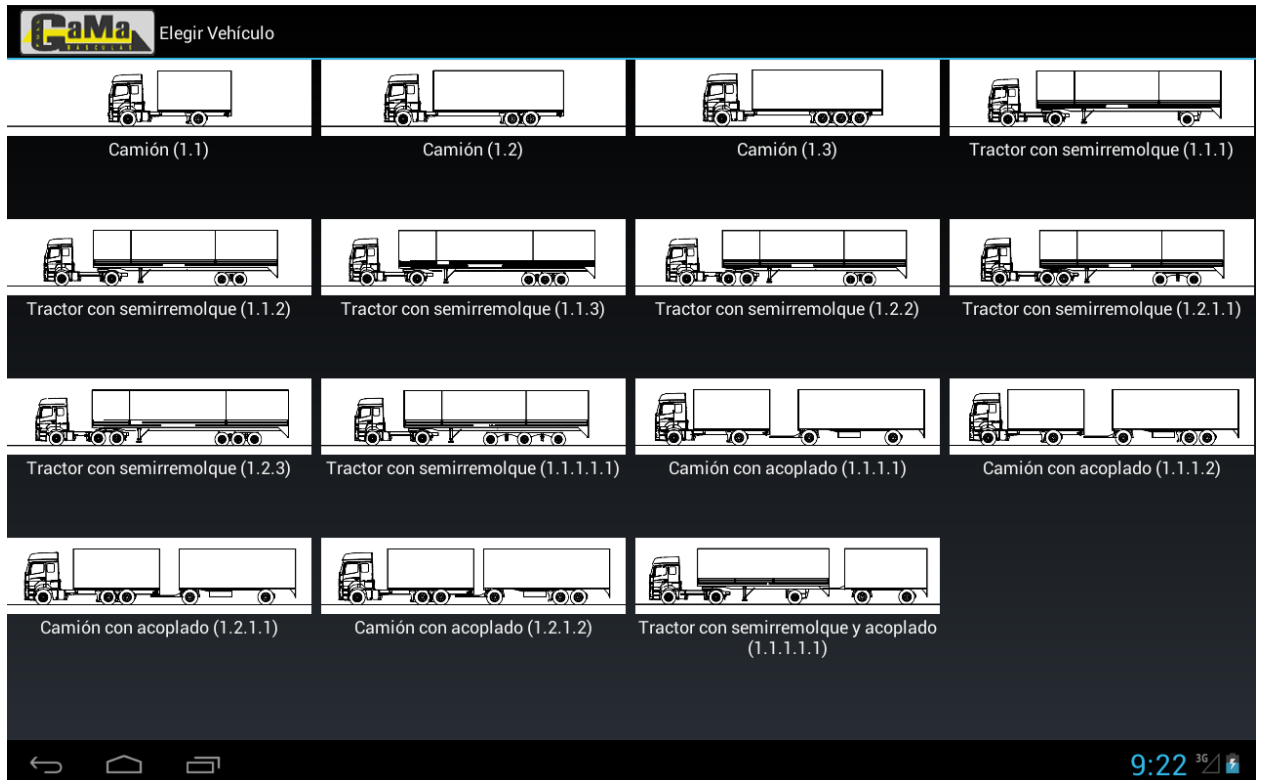 GaMa
BASCULAS
Elegir Vehículo
Camión (1.1)
Camión (1.2)
Camión (1.3)
Tractor con semirremolque (1.1.1)
Tractor con semirremolque (1.1.2)
Tractor con semirremolque (1.1.3)
Tractor con semirremolque (1.2.2)
Tractor con semirremolque (1.2.1.1)
Tractor con semirremolque (1.2.3)
Tractor con semirremolque (1.1.1.1.1)
Camión con acoplado (1.1.1.1)
Camión con acoplado (1.1.1.2)
Camión con acoplado (1.2.1.1)
Camión con acoplado (1.2.1.2)
Tractor con semirremolque y acoplado
(1.1.1.1.1)
9:22 3G